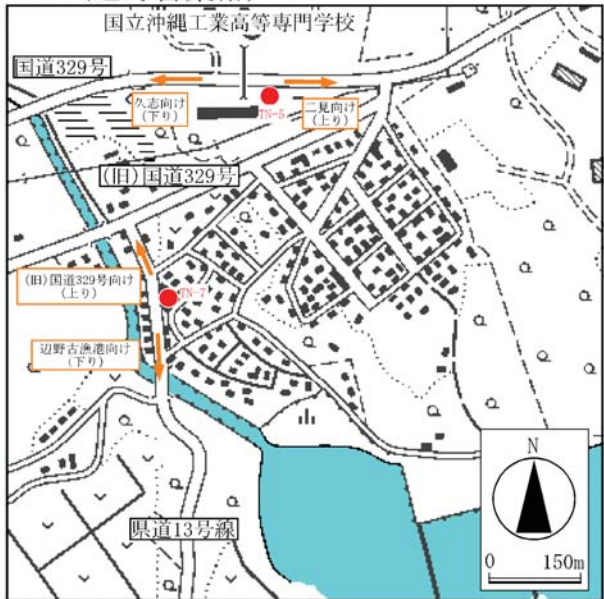 国立沖縄工業高等専門学校
国道329号
久志向け
(下り)
TN-5
二見向け
(上り)
(旧)国道329号
(旧)国道329号向け
(上り)
TN-7
辺野古漁港向け
(下り)
県道13号線
N
0 150m